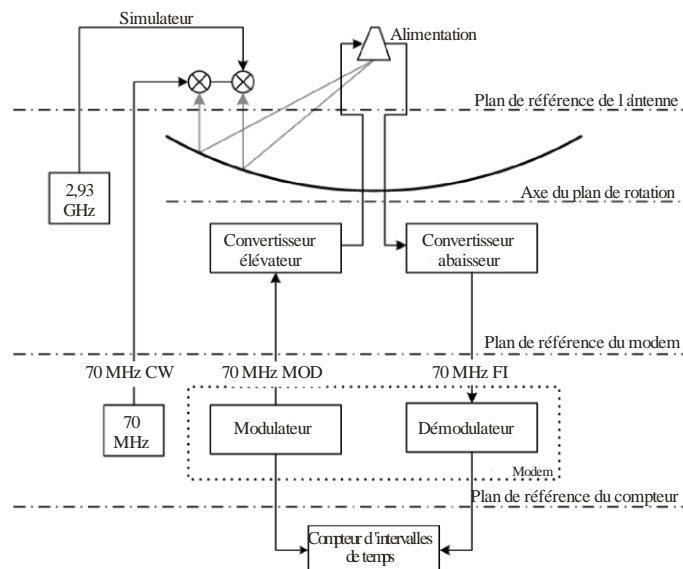 Simulateur
Alimentation
Plan de référence de l ántenne
2,93
GHz
Axe du plan de rotation
Convertisseur
élévateur
Convertisseur
abaisseur
Plan de référence du modem
70 MHz CW
70 MHz MOD
70 MHz FI
70
MHz
Modulateur
Démodulateur
Modem
Plan de référence du compteur
Compteur d'intervalles
de temps